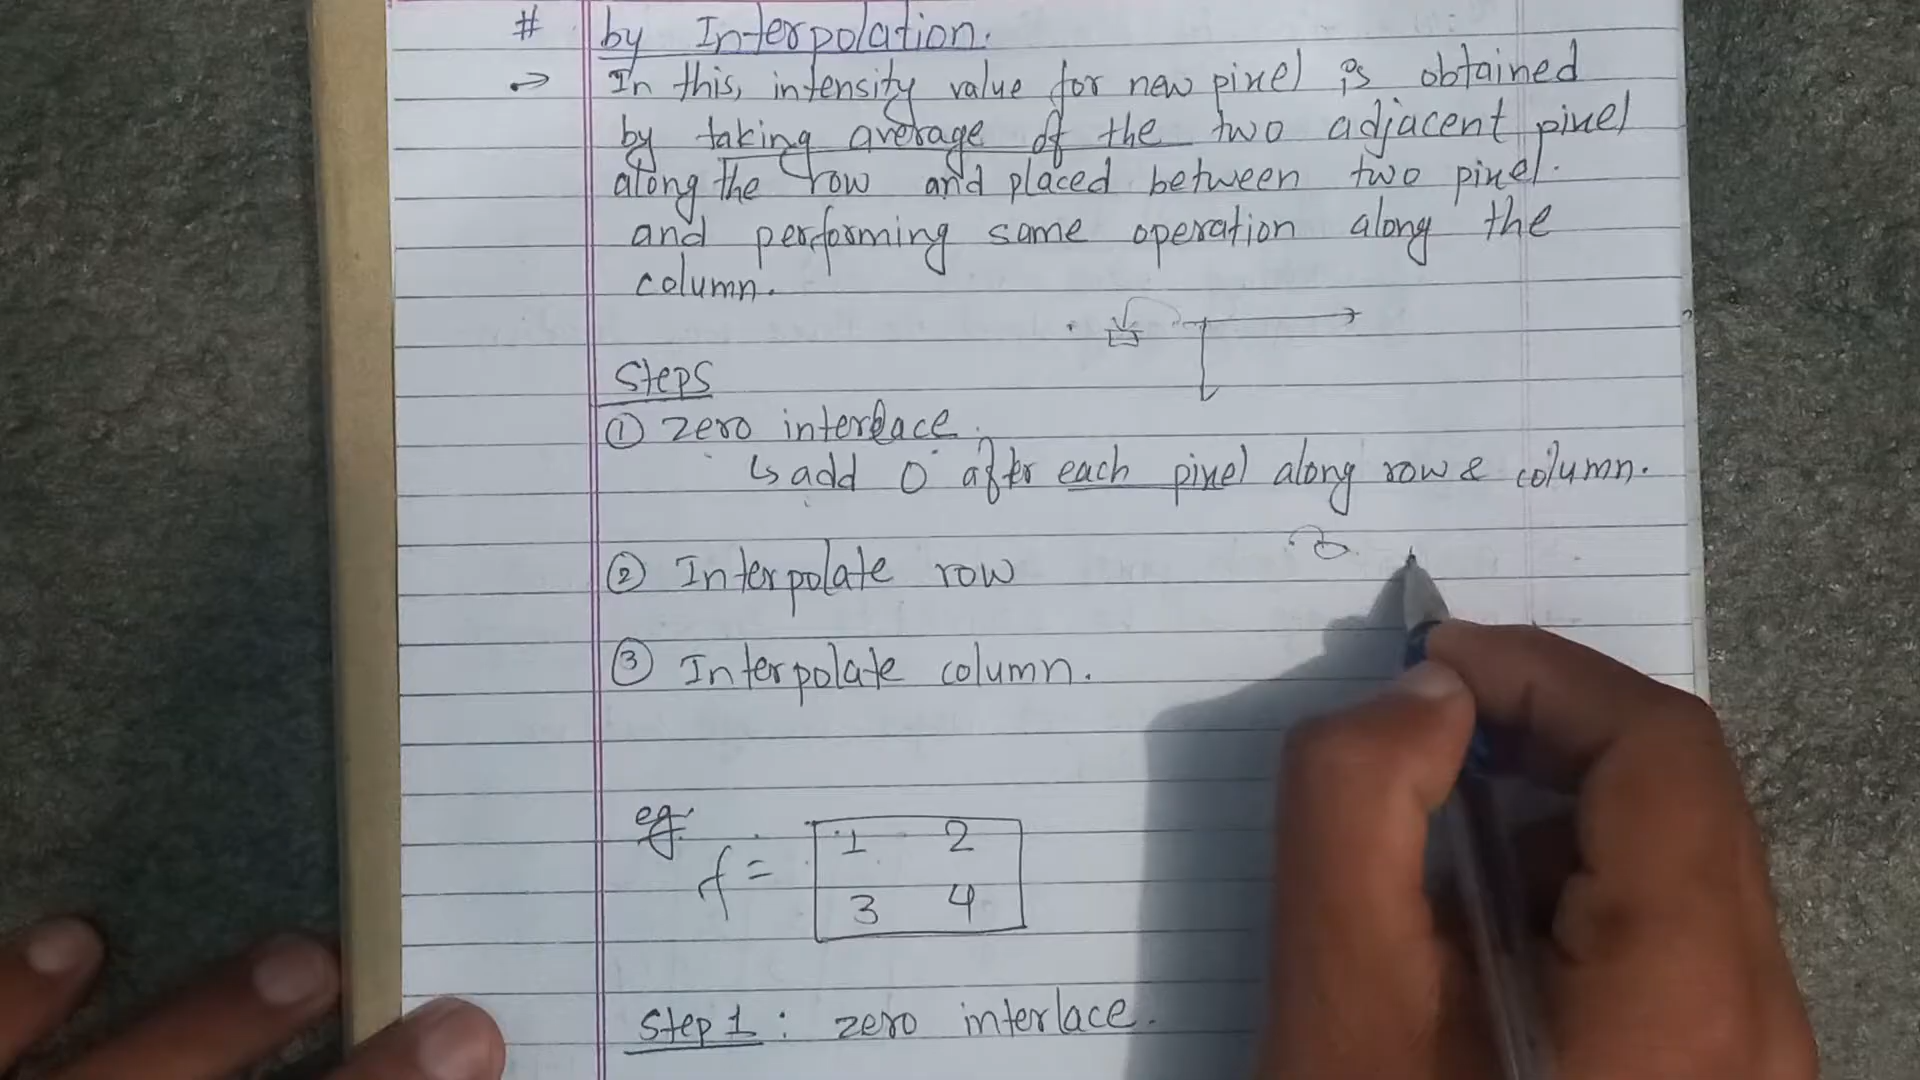 # by Interpolation.
→ In this, intensity value for new pixel is obtained
by taking average of the two adjacent pixel
along the row and placed between two pixel.
and performing same operation along the
column.
Steps
① zero interlace.
↳ add 0 after each pixel along row & column.
② Interpolate row
③ Interpolate column.
eg.
f =
1 2
3 4
Step 1 : zero interlace.